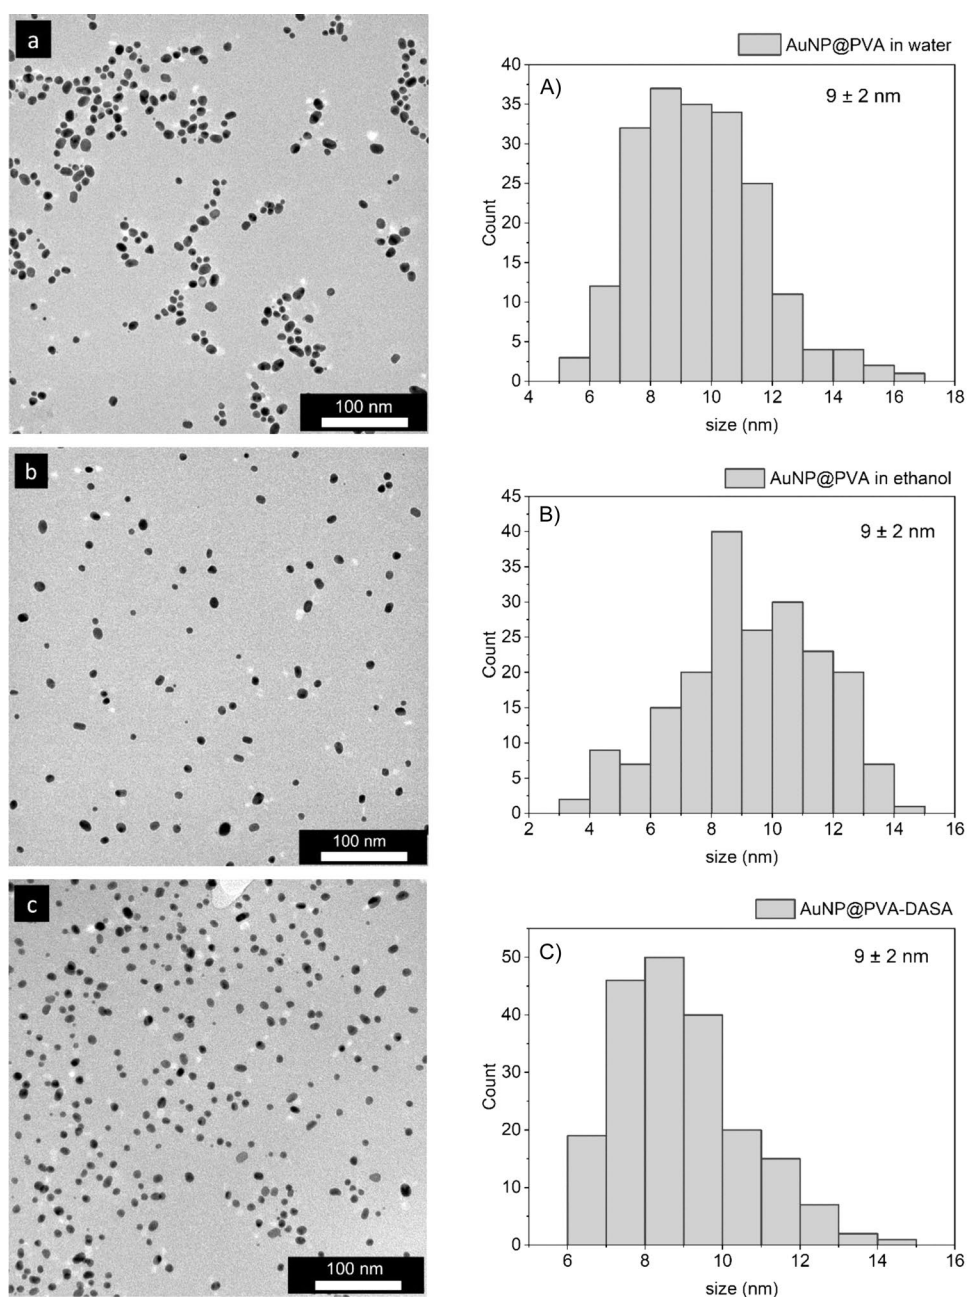 a
100 nm
AuNP@PVA in water
A)
9 ± 2 nm
40
35
30
25
20
15
10
5
0
Count
4 6 8 10 12 14 16 18
size (nm)
b
100 nm
AuNP@PVA in ethanol
B)
9 ± 2 nm
45
40
35
30
25
20
15
10
5
0
Count
2 4 6 8 10 12 14 16
size (nm)
c
100 nm
AuNP@PVA-DASA
C)
9 ± 2 nm
50
40
30
20
10
0
Count
6 8 10 12 14 16
size (nm)